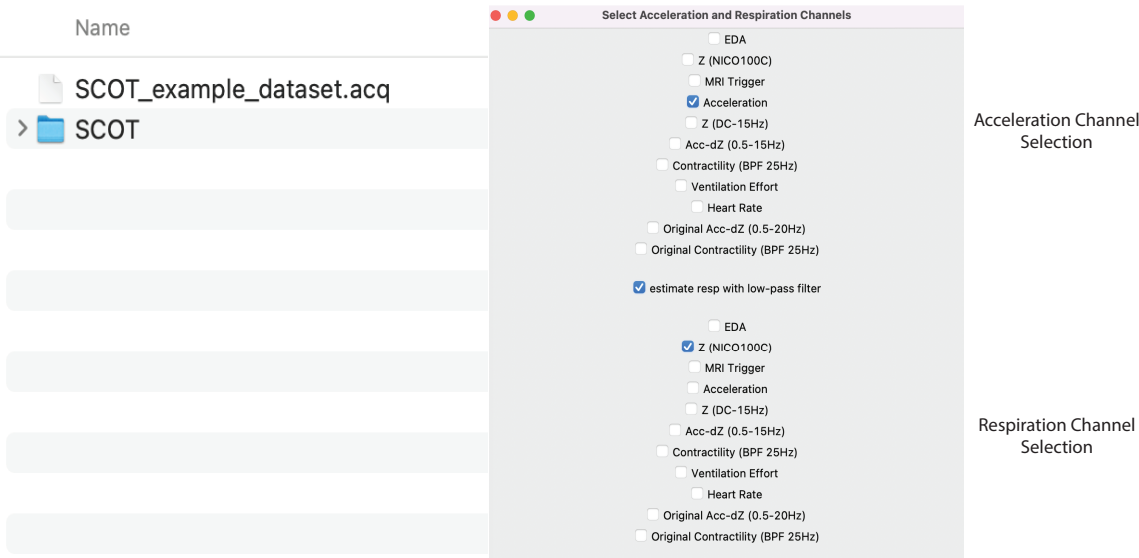 Name
SCOT_example_dataset.acq
SCOT
Select Acceleration and Respiration Channels
EDA
Z (NICO100C)
MRI Trigger
Acceleration
Z (DC-15Hz)
Acc-dZ (0.5-15Hz)
Contractility (BPF 25Hz)
Ventilation Effort
Heart Rate
Original Acc-dZ (0.5-20Hz)
Original Contractility (BPF 25Hz)
estimate resp with low-pass filter
EDA
Z (NICO100C)
MRI Trigger
Acceleration
Z (DC-15Hz)
Acc-dZ (0.5-15Hz)
Contractility (BPF 25Hz)
Ventilation Effort
Heart Rate
Original Acc-dZ (0.5-20Hz)
Original Contractility (BPF 25Hz)
Acceleration Channel
Selection
Respiration Channel
Selection